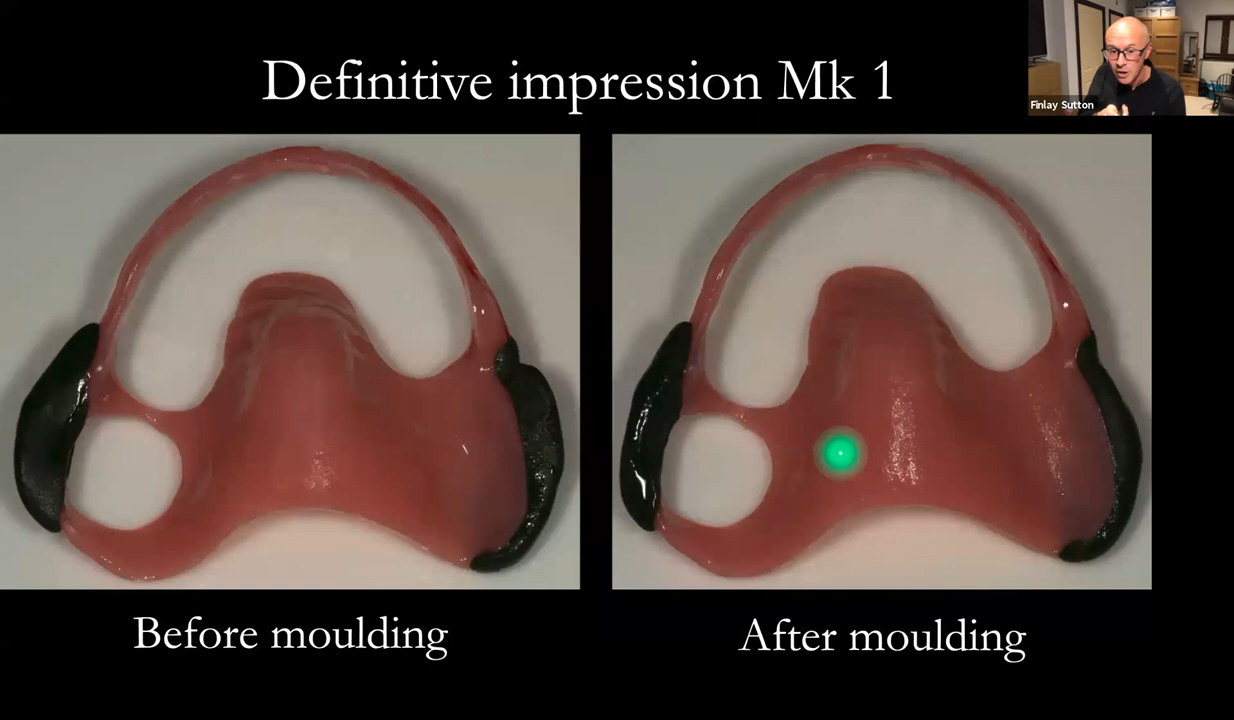 Definitive impression Mk 1
Finlay Sutton
Before moulding
After moulding